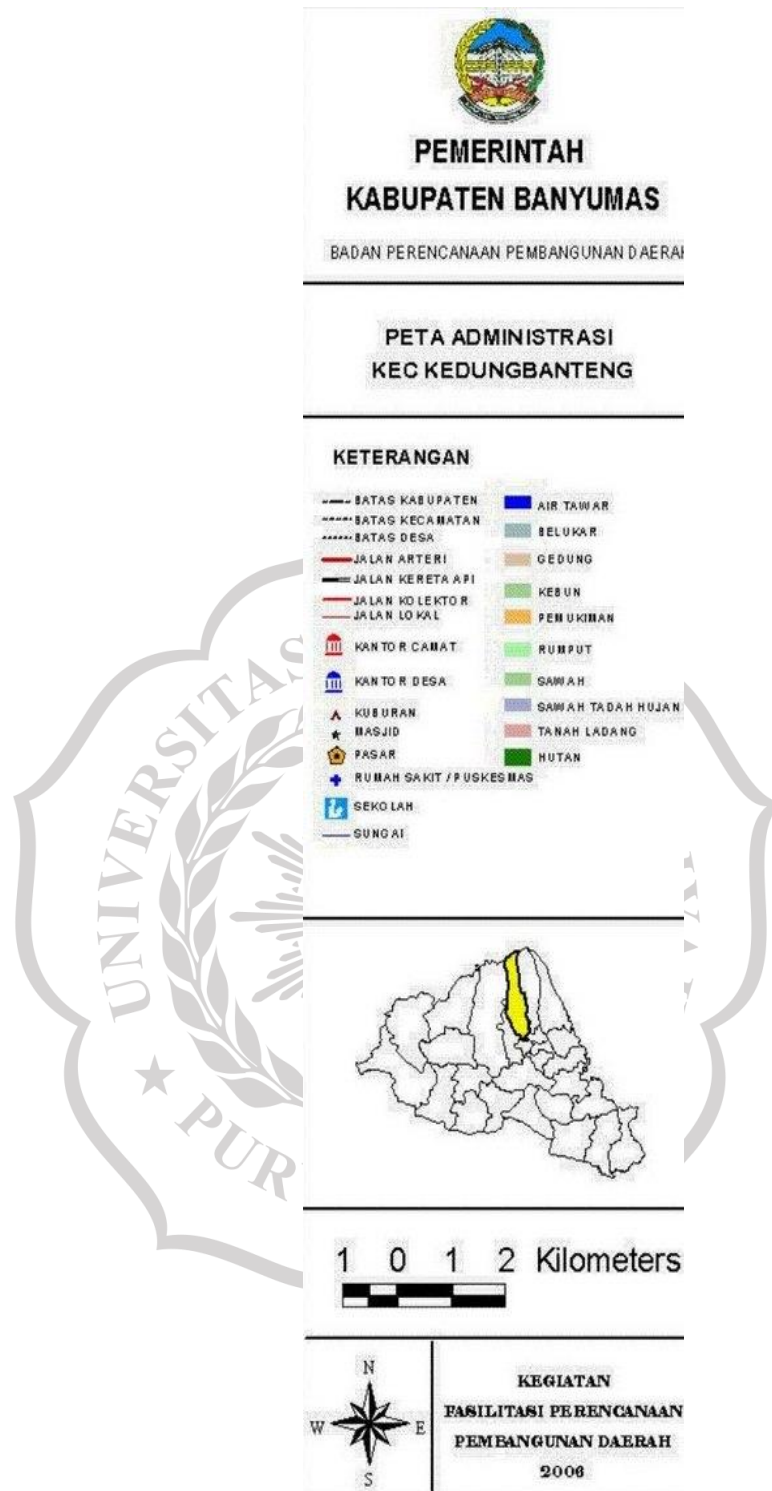 PEMERINTAH
KABUPATEN BANYUMAS
BADAN PERENCANAAN PEMBANGUNAN DAERAH
PETA ADMINISTRASI
KEC KEDUNGBANTENG
KETERANGAN
BATAS KABUPATEN
BATAS KECAMATAN
BATAS DESA
JALAN ARTERI
JALAN KERETA API
JALAN KOLEKTOR
JALAN LOKAL
KANTOR CAMAT
KANTOR DESA
KUBURAN
MASJID
PASAR
RUMAH SAKIT / PUSKESMAS
SEKOLAH
SUNGAI
AIR TAWAR
BELUKAR
GEDUNG
KEBUN
PEMUKIMAN
RUMPUT
SAWAH
SAWAH TADAH HUJAN
TANAH LADANG
HUTAN
UNIVERSITAS
PUR
1 0 1 2 Kilometers
N
W E
S
KEGIATAN
FASILITASI PERENCANAAN
PEMBANGUNAN DAERAH
2006